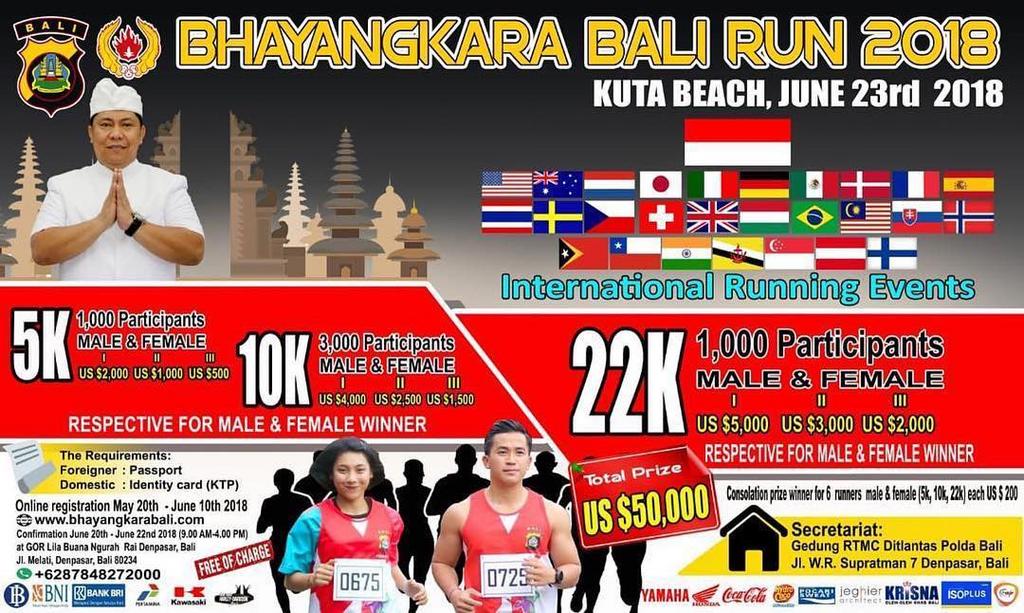 BALI
BHAYANGKARA BALI RUN 2018
KUTA BEACH, JUNE 23rd 2018
International Running Events
5K
1,000 Participants
MALE & FEMALE
I II III
US $2,000 US $1,000 US $500
10K
3,000 Participants
MALE & FEMALE
I II III
US $4,000 US $2,500 US $1,500
RESPECTIVE FOR MALE & FEMALE WINNER
22K
1,000 Participants
MALE & FEMALE
I II III
US $5,000 US $3,000 US $2,000
RESPECTIVE FOR MALE & FEMALE WINNER
The Requirements:
Foreigner : Passport
Domestic : Identity card (KTP)
Online registration May 20th - June 10th 2018
www.bhayangkarabali.com
Confirmation June 20th - June 22nd 2018 (9.00 AM-4.00 PM)
at GOR Lila Buana Ngurah Rai Denpasar, Bali
Jl. Melati, Denpasar, Bali 80234
+6287848272000
FREE OF CHARGE
0675
0725
Total Prize
US $50,000
Consolation prize winner for 6 runners male & female (5k, 10k, 22k) each US $ 200
Secretariat:
Gedung RTMC Ditlantas Polda Bali
Jl. W.R. Supratman 7 Denpasar, Bali
BNI
BANK BRI
PERTAMINA
Kawasaki
HARLEY-DAVIDSON
YAMAHA
HONDA
Coca-Cola
jeghier
architect
KRISNA
ISOPLUS